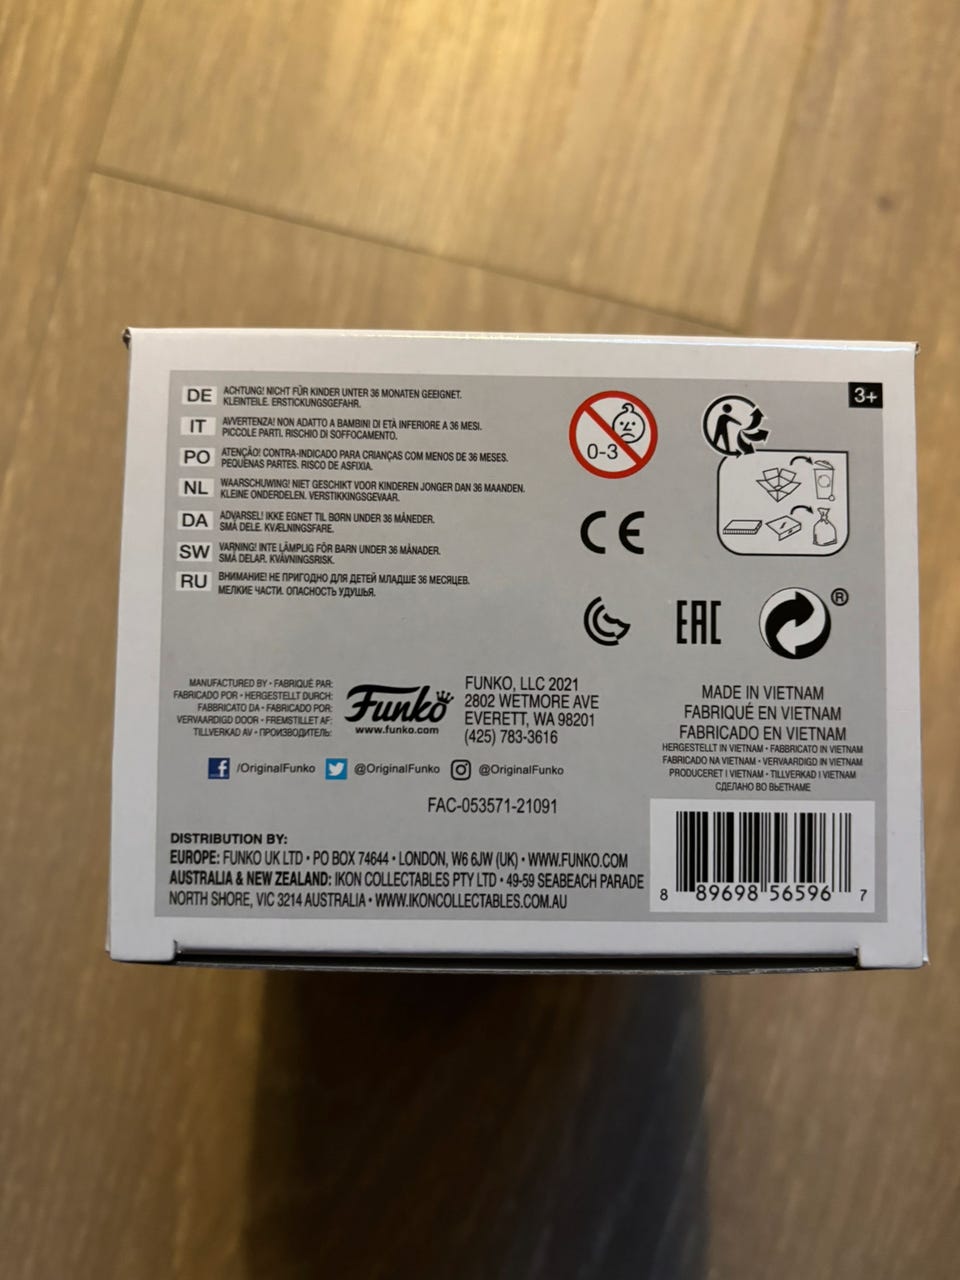 DE ACHTUNG! NICHT FÜR KINDER UNTER 36 MONATEN GEEIGNET.
KLEINTEILE. ERSTICKUNGSGEFAHR.
IT AVVERTENZA! NON ADATTO A BAMBINI DI ETÀ INFERIORE A 36 MESI.
PICCOLE PARTI. RISCHIO DI SOFFOCAMENTO.
PO ATENÇÃO! CONTRA-INDICADO PARA CRIANÇAS COM MENOS DE 36 MESES.
PEQUENAS PARTES. RISCO DE ASFIXIA.
NL WAARSCHUWING! NIET GESCHIKT VOOR KINDEREN JONGER DAN 36 MAANDEN.
KLEINE ONDERDELEN. VERSTIKKINGSGEVAAR.
DA ADVARSEL! IKKE EGNET TIL BØRN UNDER 36 MÅNEDER.
SMÅ DELE. KVÆLNINGSFARE.
SW VARNING! INTE LÄMPLIG FÖR BARN UNDER 36 MÅNADER.
SMÅ DELAR. KVÄVNINGSRISK.
RU ВНИМАНИЕ! НЕ ПРИГОДНО ДЛЯ ДЕТЕЙ МЛАДШЕ 36 МЕСЯЦЕВ.
МЕЛКИЕ ЧАСТИ. ОПАСНОСТЬ УДУШЬЯ.
0-3
3+
CE
EAC
®
MANUFACTURED BY • FABRIQUÉ PAR:
FABRICADO POR • HERGESTELLT DURCH:
FABBRICATO DA • FABRICADO POR:
VERVAARDIGD DOOR • FREMSTILLET AF:
TILLVERKAD AV • ПРОИЗВОДИТЕЛЬ:
Funko
www.funko.com
FUNKO, LLC 2021
2802 WETMORE AVE
EVERETT, WA 98201
(425) 783-3616
/OriginalFunko @OriginalFunko @OriginalFunko
FAC-053571-21091
MADE IN VIETNAM
FABRIQUÉ EN VIETNAM
FABRICADO EN VIETNAM
HERGESTELLT IN VIETNAM • FABBRICATO IN VIETNAM
FABRICADO NA VIETNAM • VERVAARDIGD IN VIETNAM
PRODUCERET I VIETNAM • TILLVERKAD I VIETNAM
СДЕЛАНО ВО ВЬЕТНАМЕ
DISTRIBUTION BY:
EUROPE: FUNKO UK LTD • PO BOX 74644 • LONDON, W6 6JW (UK) • WWW.FUNKO.COM
AUSTRALIA & NEW ZEALAND: IKON COLLECTABLES PTY LTD • 49-59 SEABEACH PARADE
NORTH SHORE, VIC 3214 AUSTRALIA • WWW.IKONCOLLECTABLES.COM.AU
8 89698 56596 7